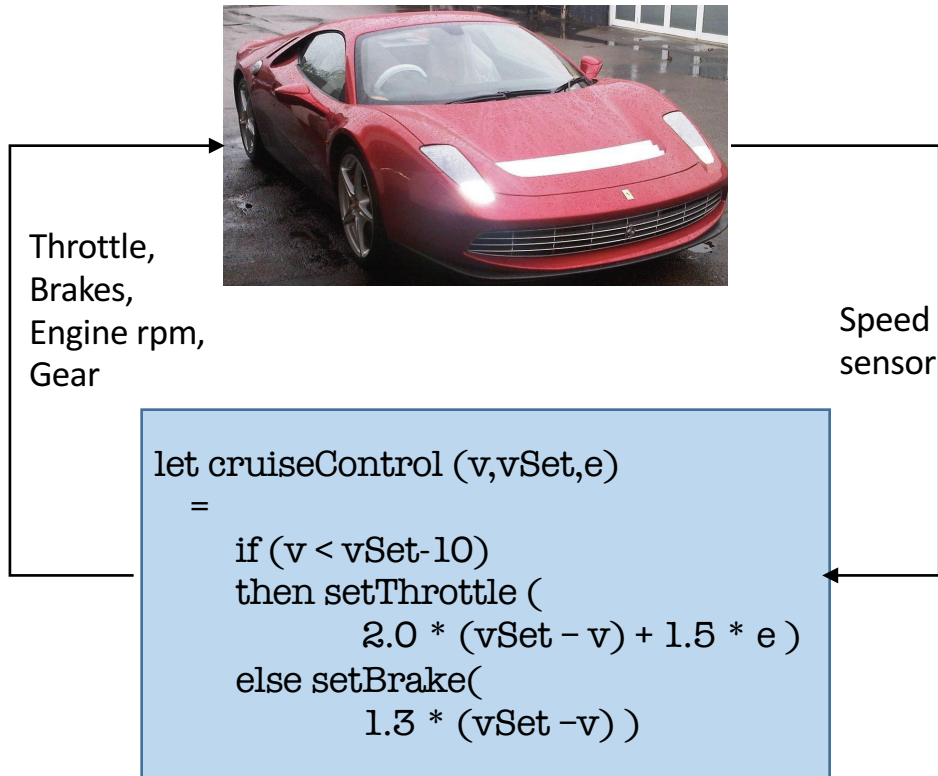 Throttle,
Brakes,
Engine rpm,
Gear
Speed
sensor
let cruiseControl (v,vSet,e)
=
if (v < vSet-10)
then setThrottle (
2.0 * (vSet – v) + 1.5 * e )
else setBrake(
1.3 * (vSet –v) )